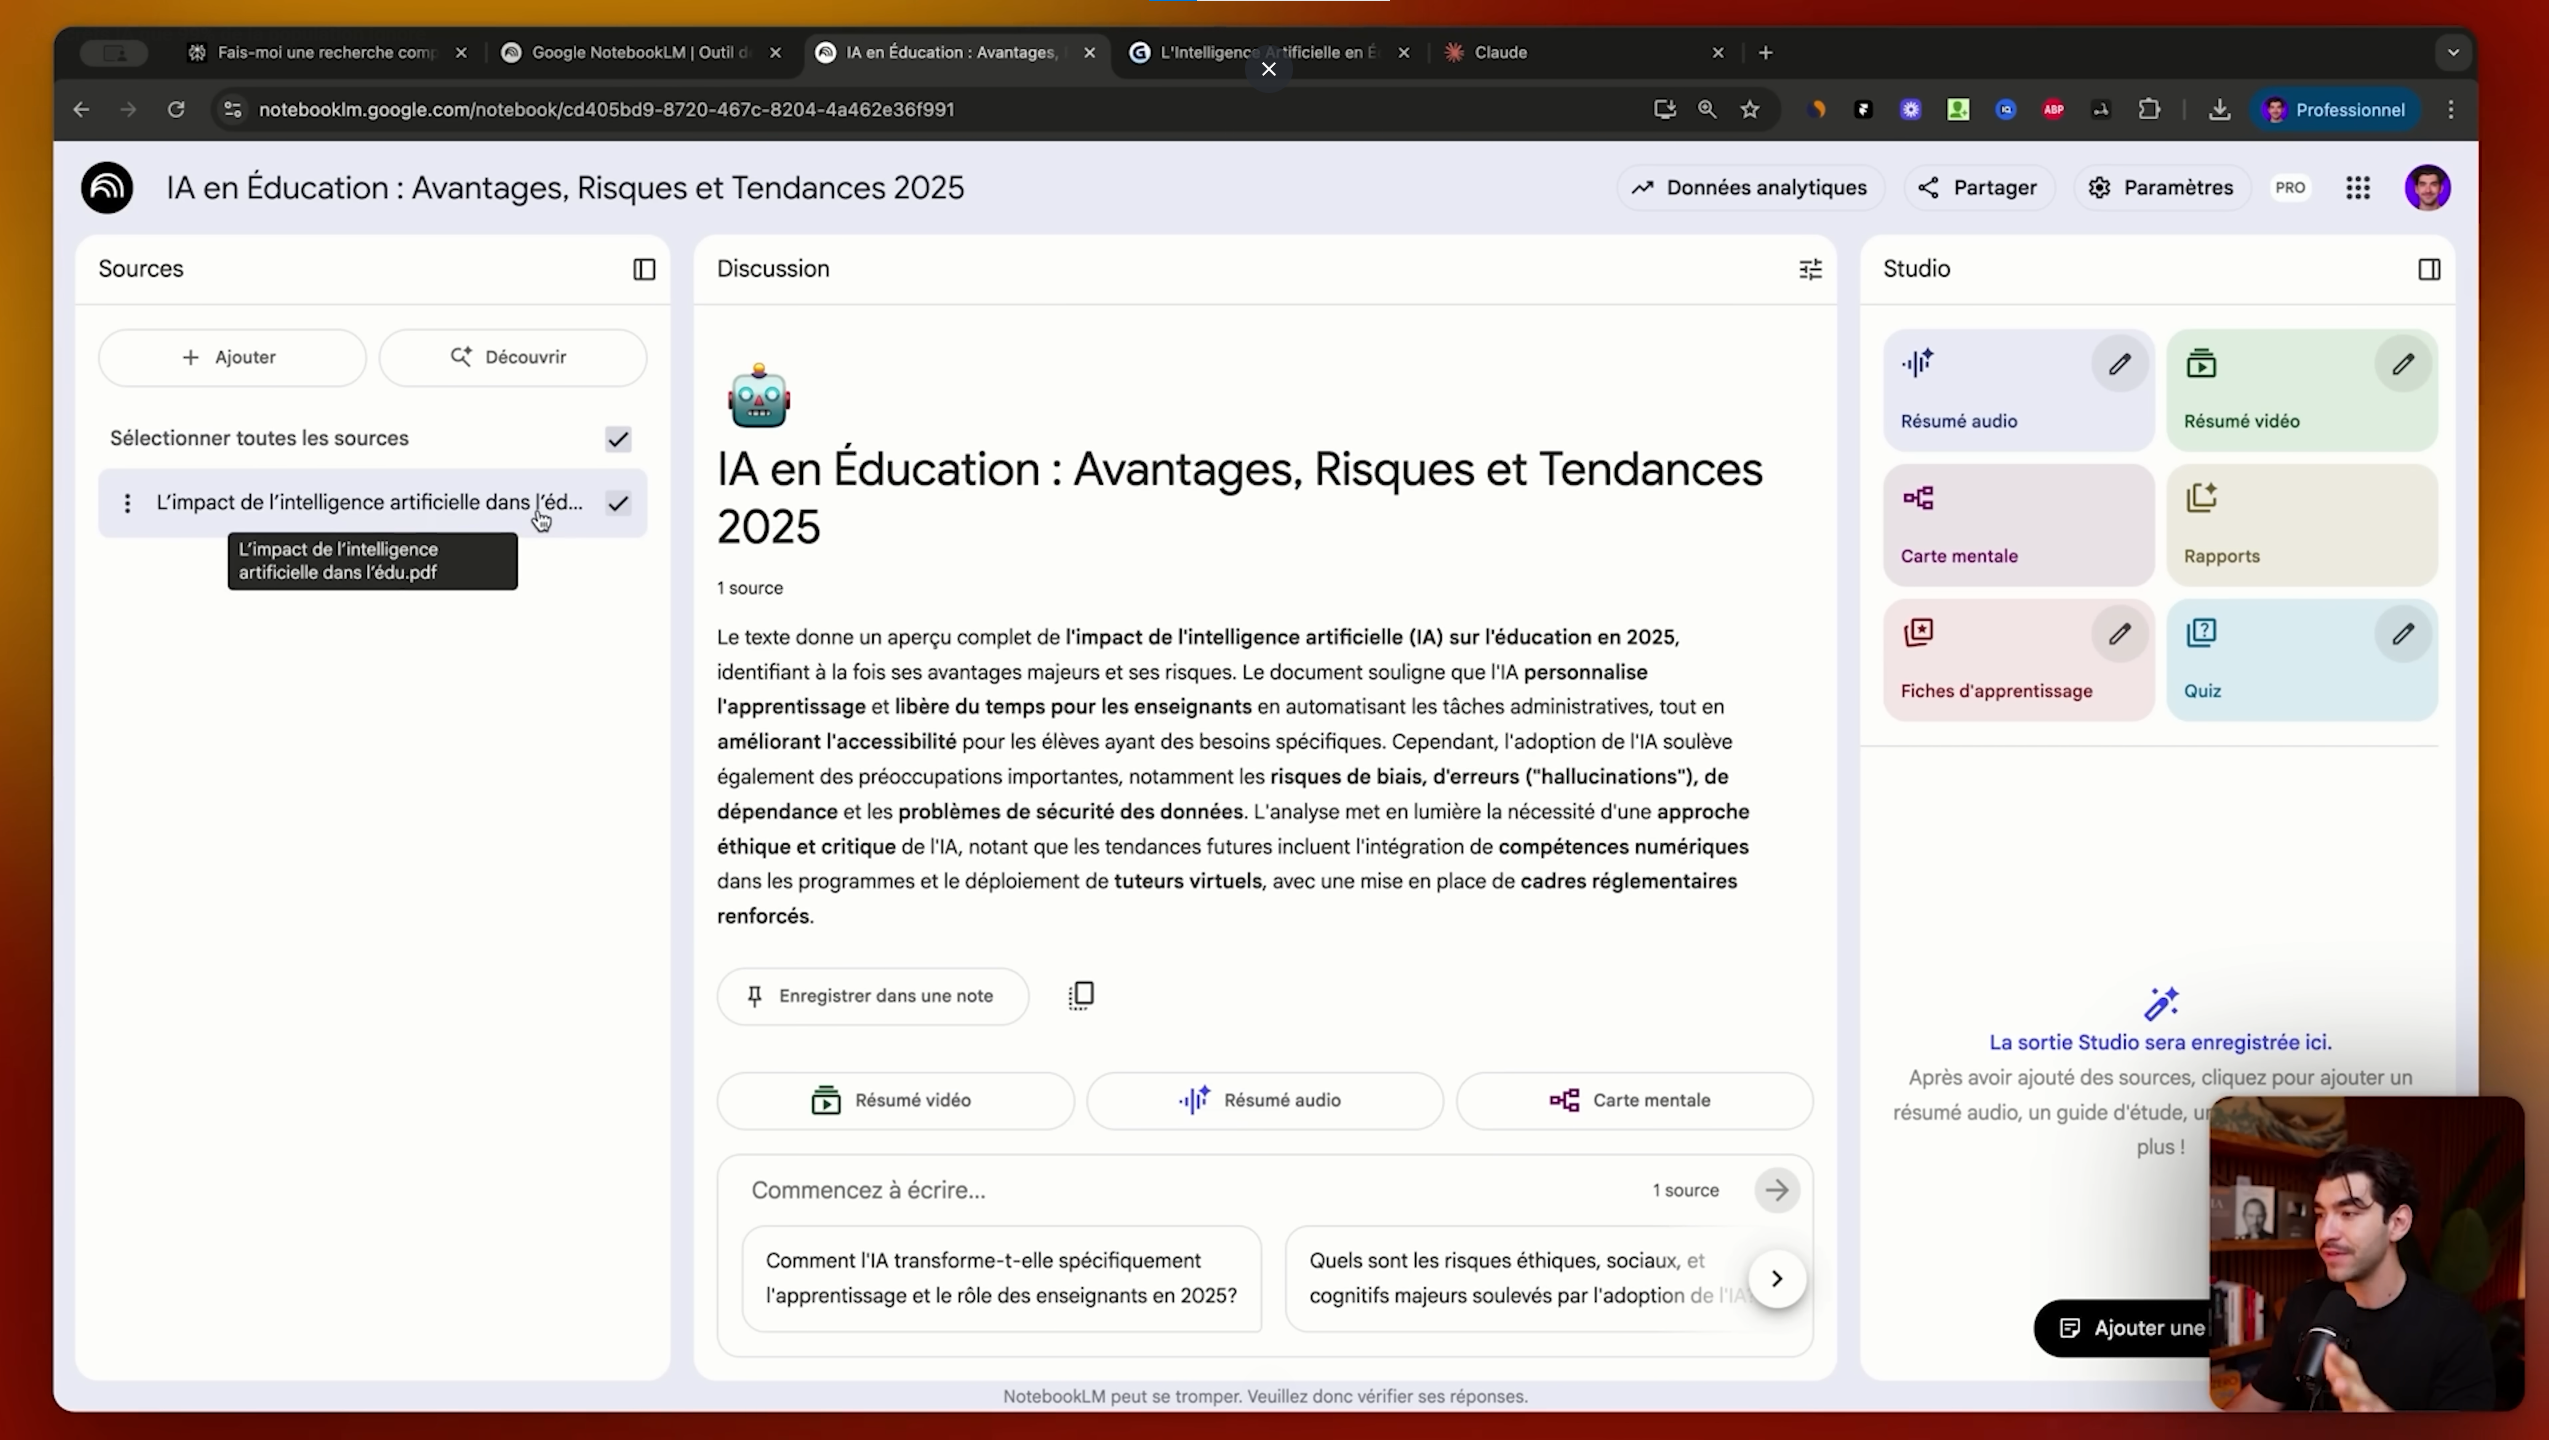 Fais-moi une recherche comp
Google NotebookLM | Outil d
IA en Éducation : Avantages,
L'Intelligence Artificielle en É
Claude
notebooklm.google.com/notebook/cd405bd9-8720-467c-8204-4a462e36f991
ABP
Professionnel
IA en Éducation : Avantages, Risques et Tendances 2025
Données analytiques
Partager
Paramètres
PRO
Sources
Ajouter
Découvrir
Sélectionner toutes les sources
L'impact de l'intelligence artificielle dans l'éd...
L'impact de l'intelligence
artificielle dans l'édu.pdf
Discussion
IA en Éducation : Avantages, Risques et Tendances
2025
1 source
Le texte donne un aperçu complet de l'impact de l'intelligence artificielle (IA) sur l'éducation en 2025,
identifiant à la fois ses avantages majeurs et ses risques. Le document souligne que l'IA personnalise
l'apprentissage et libère du temps pour les enseignants en automatisant les tâches administratives, tout en
améliorant l'accessibilité pour les élèves ayant des besoins spécifiques. Cependant, l'adoption de l'IA soulève
également des préoccupations importantes, notamment les risques de biais, d'erreurs ("hallucinations"), de
dépendance et les problèmes de sécurité des données. L'analyse met en lumière la nécessité d'une approche
éthique et critique de l'IA, notant que les tendances futures incluent l'intégration de compétences numériques
dans les programmes et le déploiement de tuteurs virtuels, avec une mise en place de cadres réglementaires
renforcés.
Enregistrer dans une note
Résumé vidéo
Résumé audio
Carte mentale
Commencez à écrire...
1 source
Comment l'IA transforme-t-elle spécifiquement
l'apprentissage et le rôle des enseignants en 2025?
Quels sont les risques éthiques, sociaux, et
cognitifs majeurs soulevés par l'adoption de l'IA
NotebookLM peut se tromper. Veuillez donc vérifier ses réponses.
Studio
Résumé audio
Résumé vidéo
Carte mentale
Rapports
Fiches d'apprentissage
Quiz
La sortie Studio sera enregistrée ici.
Après avoir ajouté des sources, cliquez pour ajouter un
résumé audio, un guide d'étude,
plus !
Ajouter une